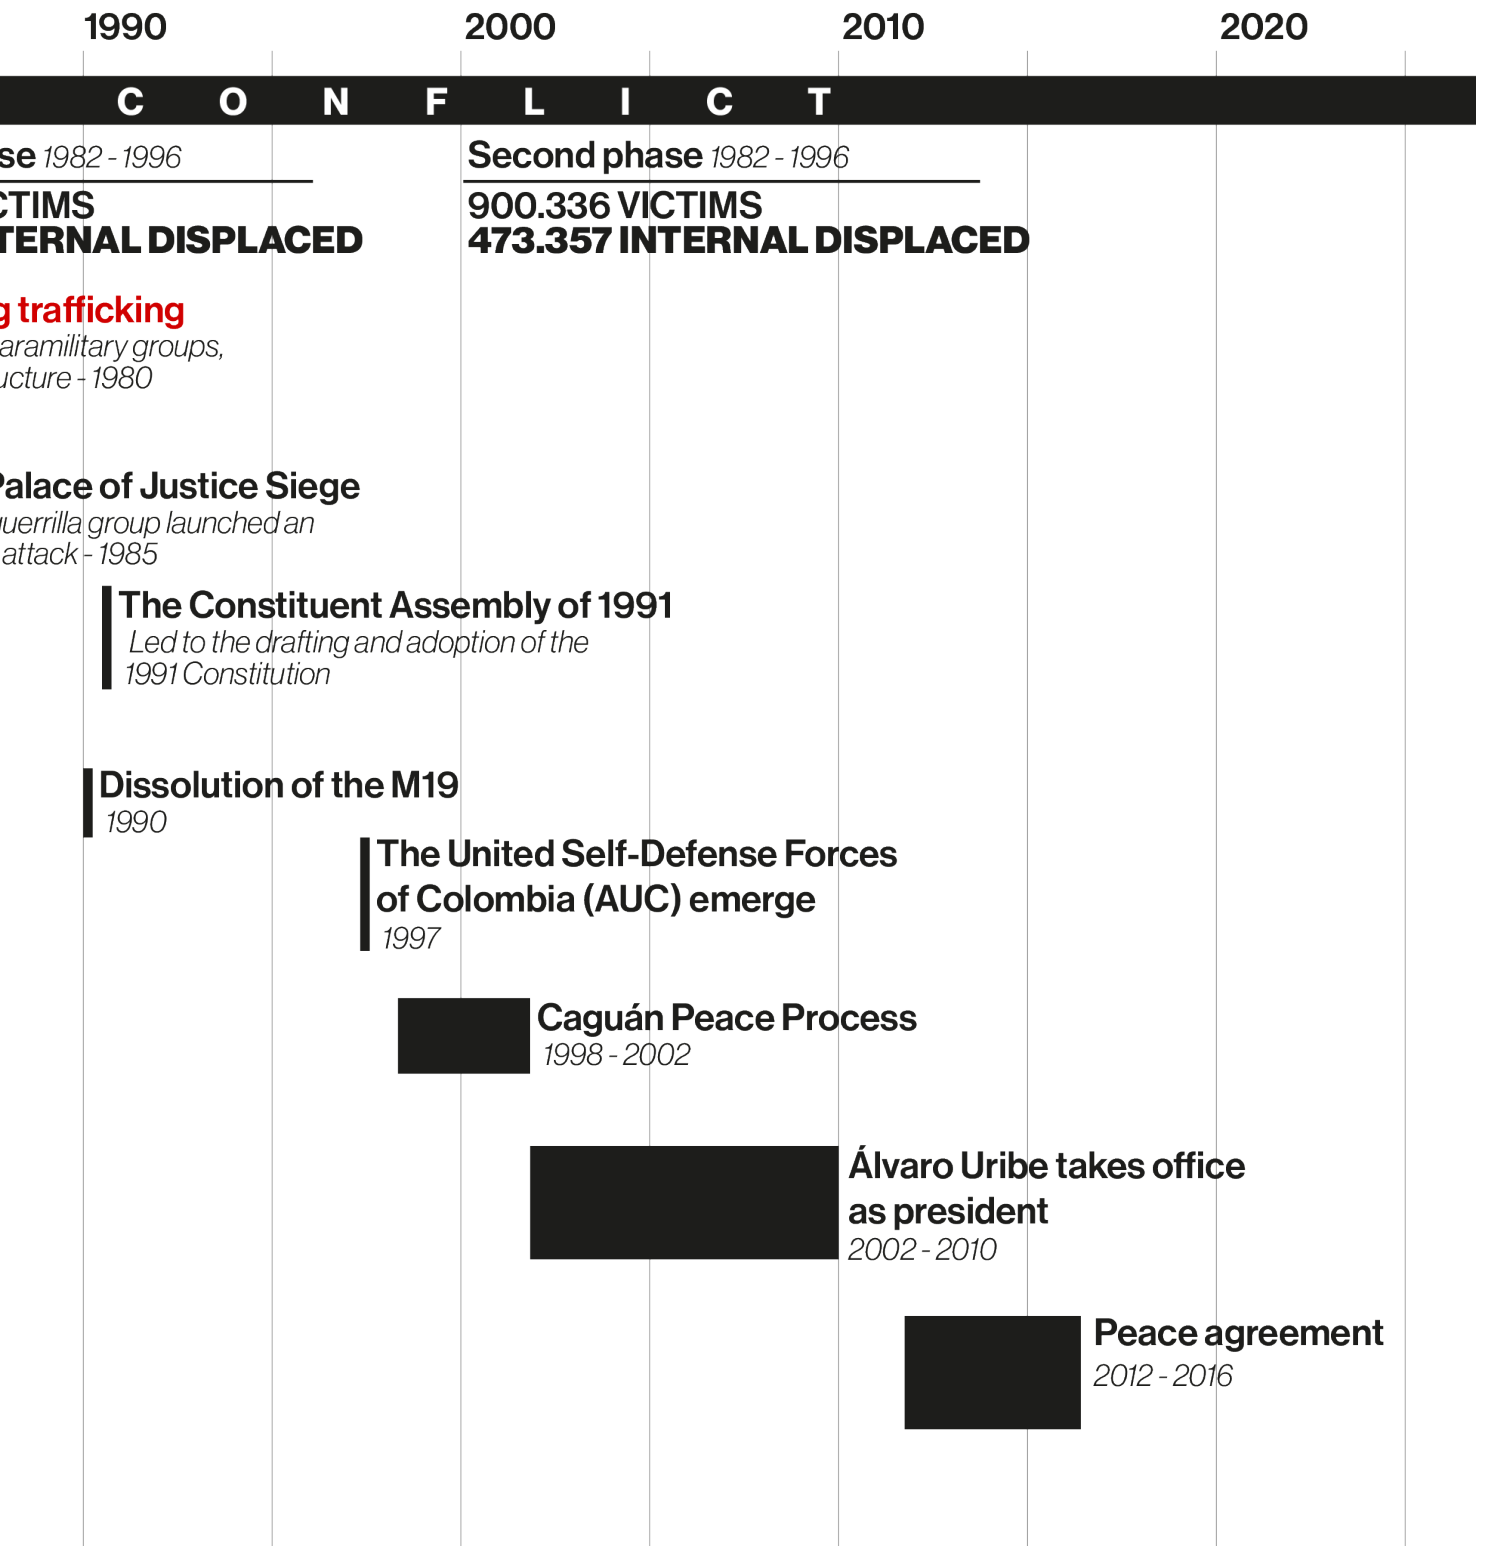 1990 2000 2010 2020
CONFLICT
se 1982 - 1996
CTIMS
TERNAL DISPLACED
Second phase 1982 - 1996
900.336 VICTIMS
473.357 INTERNAL DISPLACED
g trafficking
aramilitary groups,
ucture - 1980
Palace of Justice Siege
guerrilla group launched an
attack - 1985
The Constituent Assembly of 1991
Led to the drafting and adoption of the
1991 Constitution
Dissolution of the M19
1990
The United Self-Defense Forces
of Colombia (AUC) emerge
1997
Caguán Peace Process
1998 - 2002
Álvaro Uribe takes office
as president
2002 - 2010
Peace agreement
2012 - 2016